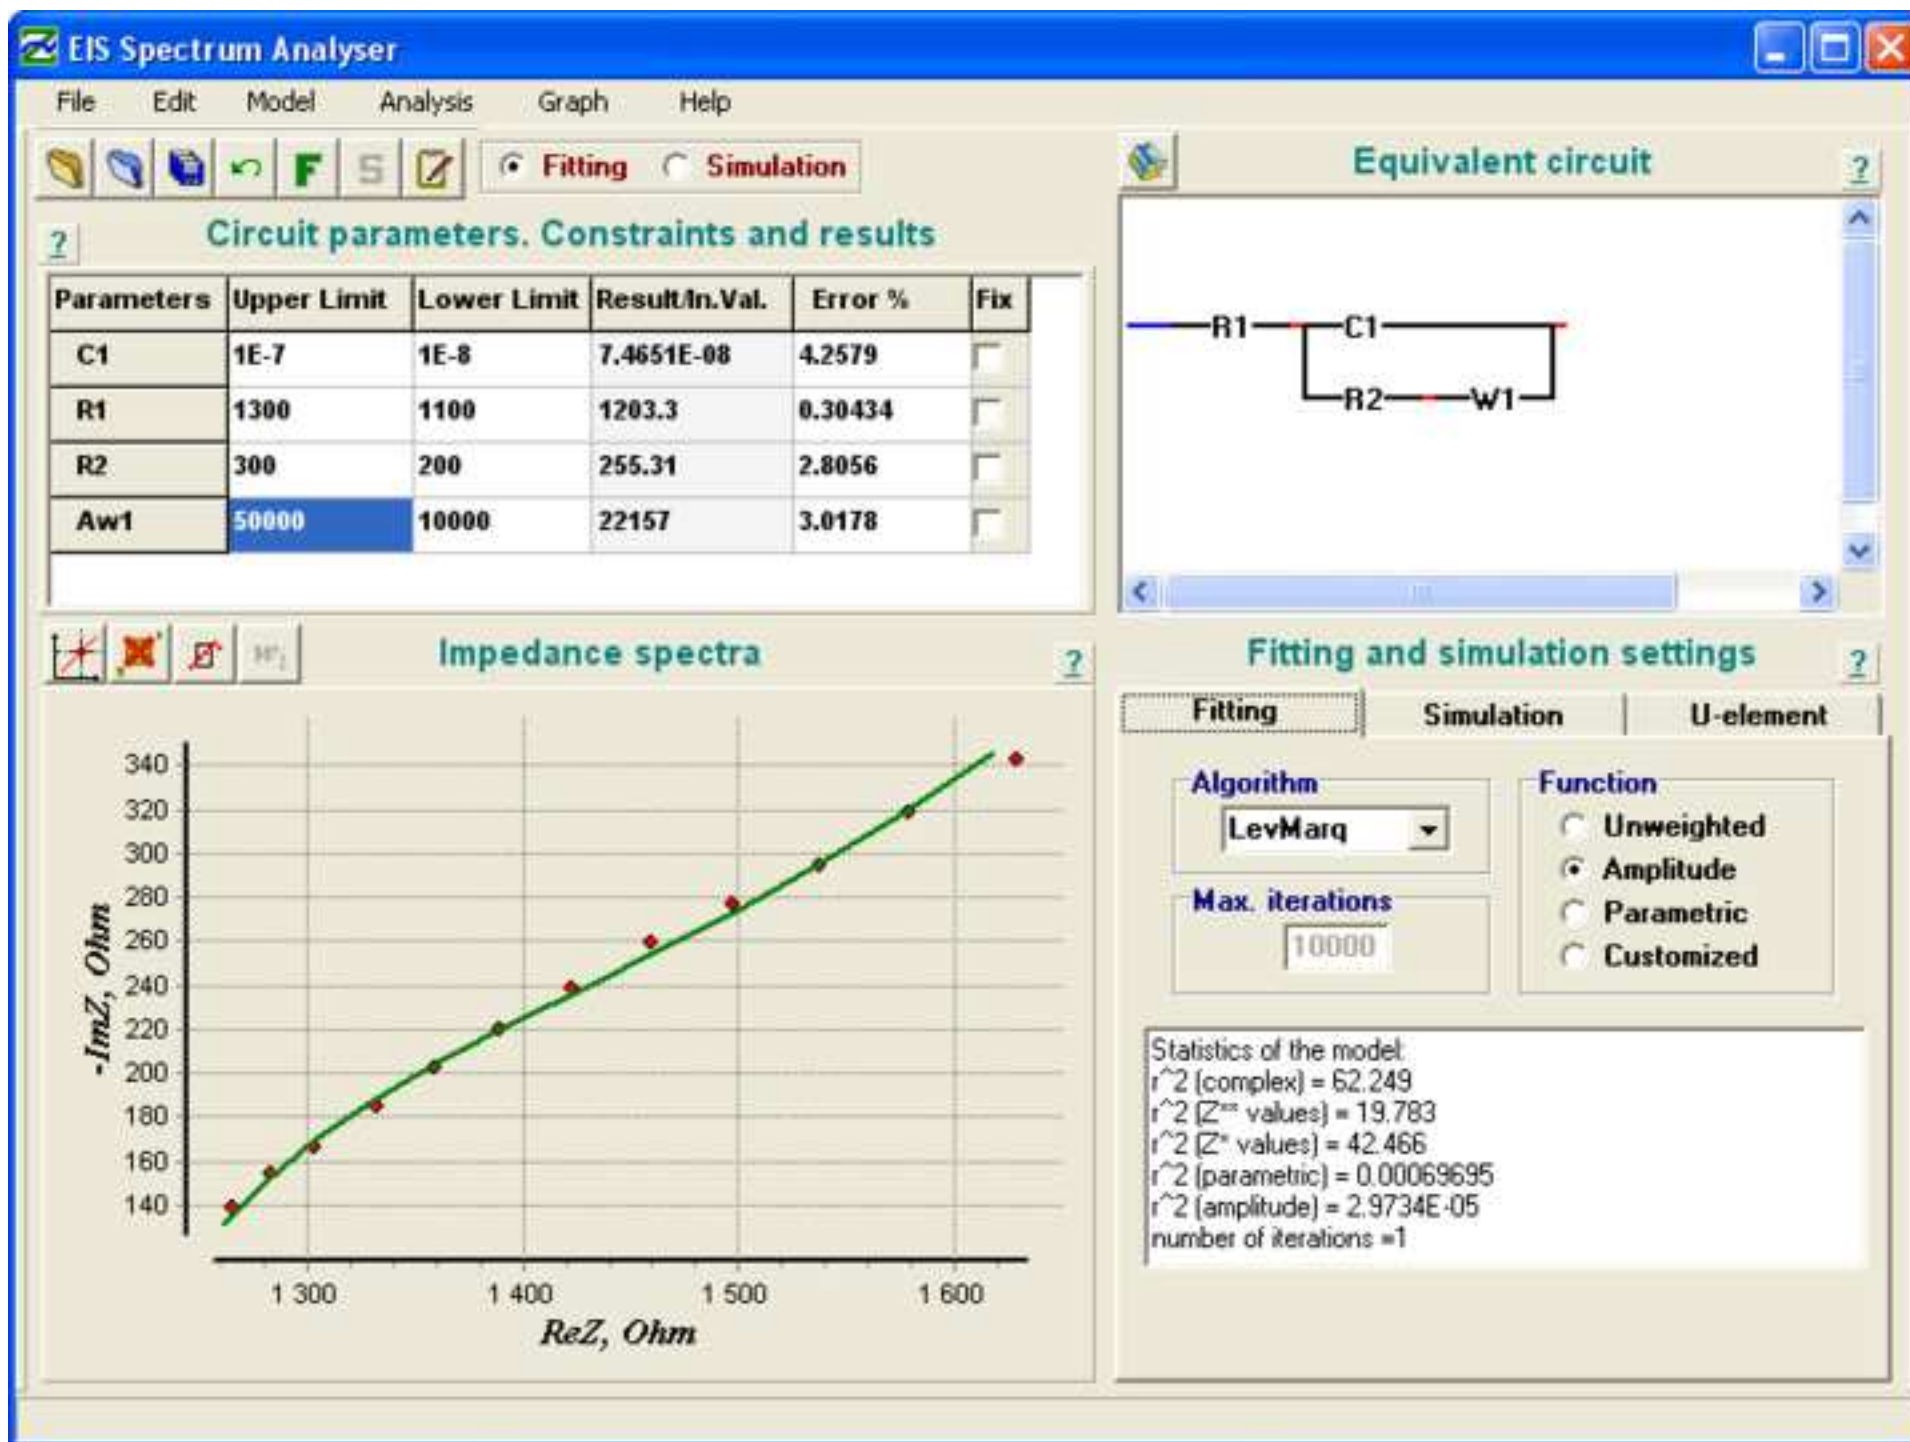 EIS Spectrum Analyser
File Edit Model Analysis Graph Help
F S Fitting Simulation
? Circuit parameters. Constraints and results
Parameters Upper Limit Lower Limit Result/In.Val. Error % Fix
C1 1E-7 1E-8 7.4651E-08 4.2579
R1 1300 1100 1203.3 0.30434
R2 300 200 255.31 2.8056
Aw1 50000 10000 22157 3.0178
Equivalent circuit ?
R1 C1
R2 W1
Impedance spectra ?
340
320
300
280
260
240
220
200
180
160
140
-ImZ, Ohm
1 300 1 400 1 500 1 600
ReZ, Ohm
Fitting and simulation settings ?
Fitting Simulation U-element
Algorithm
LevMarq
Max. iterations
10000
Function
Unweighted
Amplitude
Parametric
Customized
Statistics of the model:
r^2 (complex) = 62.249
r^2 (Z'' values) = 19.783
r^2 (Z' values) = 42.466
r^2 (parametric) = 0.00069695
r^2 (amplitude) = 2.9734E-05
number of iterations =1